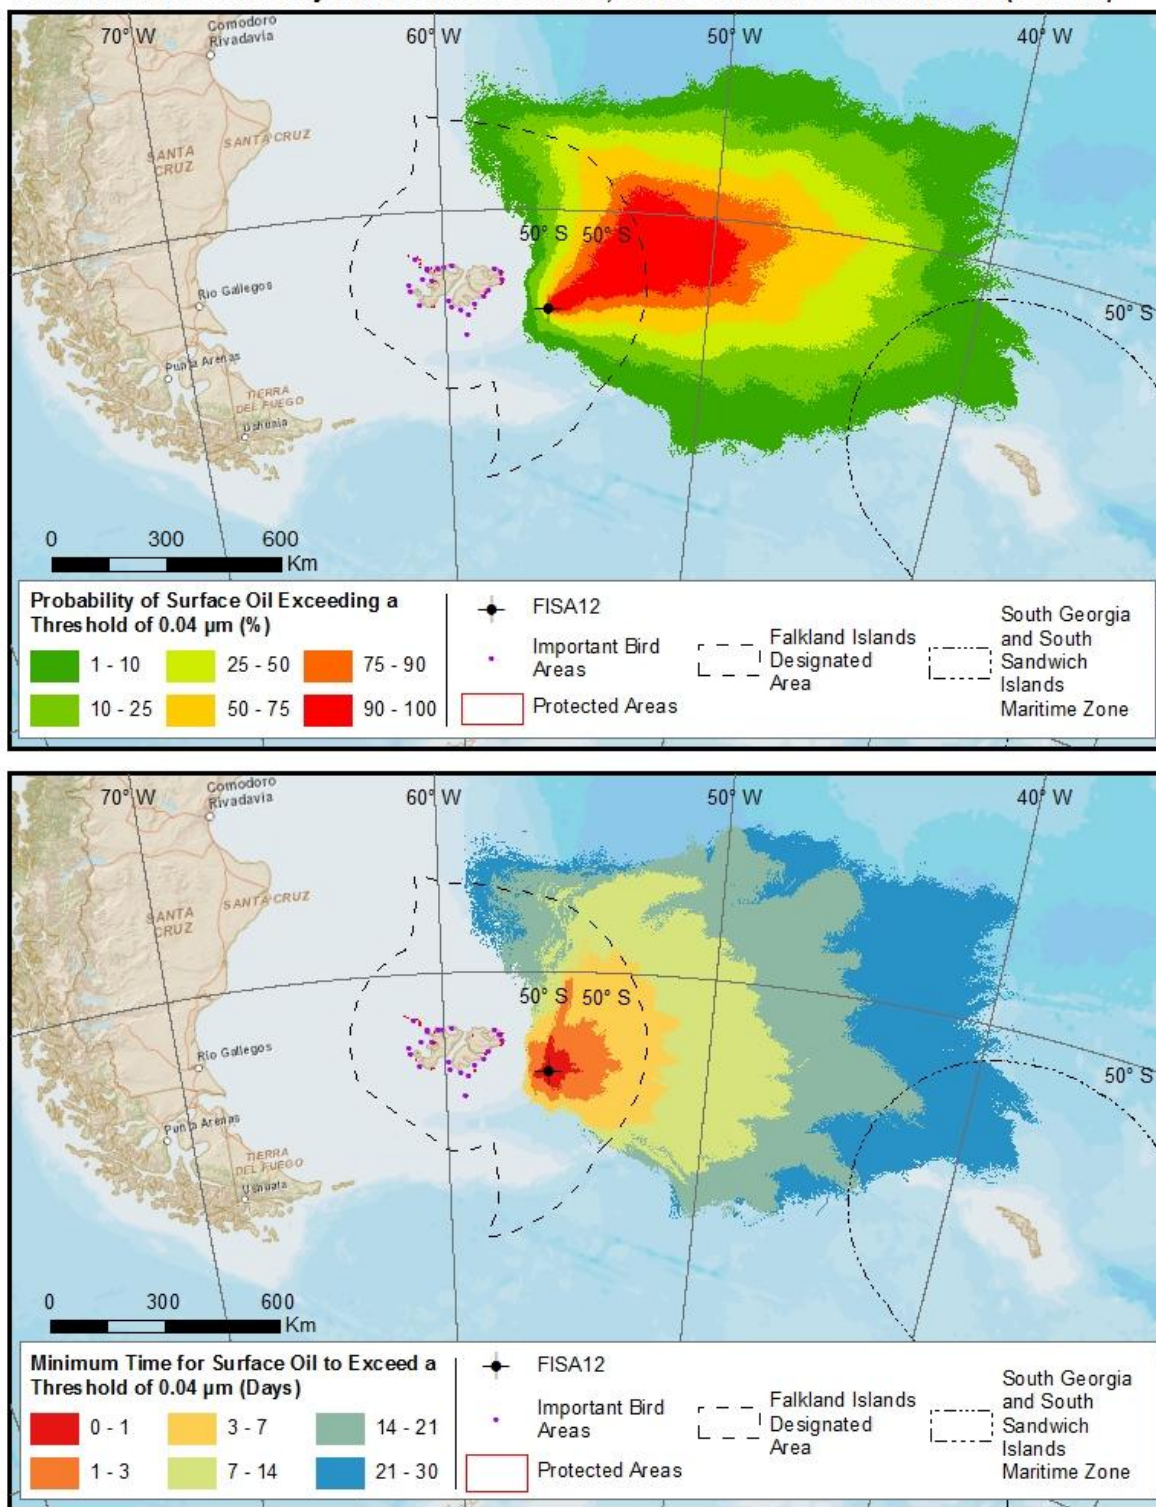 70° W
Comodoro
Rivadavia
60° W
50° W
40° W
SANTA
CRUZ
SANTA CRUZ
50° S
50° S
Rio Gallegos
50° S
Punta Arenas
TIERRA
DEL FUEGO
Ushuaia
0
300
600
Km
Probability of Surface Oil Exceeding a
Threshold of 0.04 µm (%)
1 - 10
25 - 50
75 - 90
10 - 25
50 - 75
90 - 100
FISA12
Important Bird
Areas
Protected Areas
Falkland Islands
Designated
Area
South Georgia
and South
Sandwich
Islands
Maritime Zone
70° W
Comodoro
Rivadavia
60° W
50° W
40° W
SANTA
CRUZ
SANTA CRUZ
50° S
50° S
Rio Gallegos
50° S
Punta Arenas
TIERRA
DEL FUEGO
Ushuaia
0
300
600
Km
Minimum Time for Surface Oil to Exceed a
Threshold of 0.04 µm (Days)
0 - 1
3 - 7
14 - 21
1 - 3
7 - 14
21 - 30
FISA12
Important Bird
Areas
Protected Areas
Falkland Islands
Designated
Area
South Georgia
and South
Sandwich
Islands
Maritime Zone